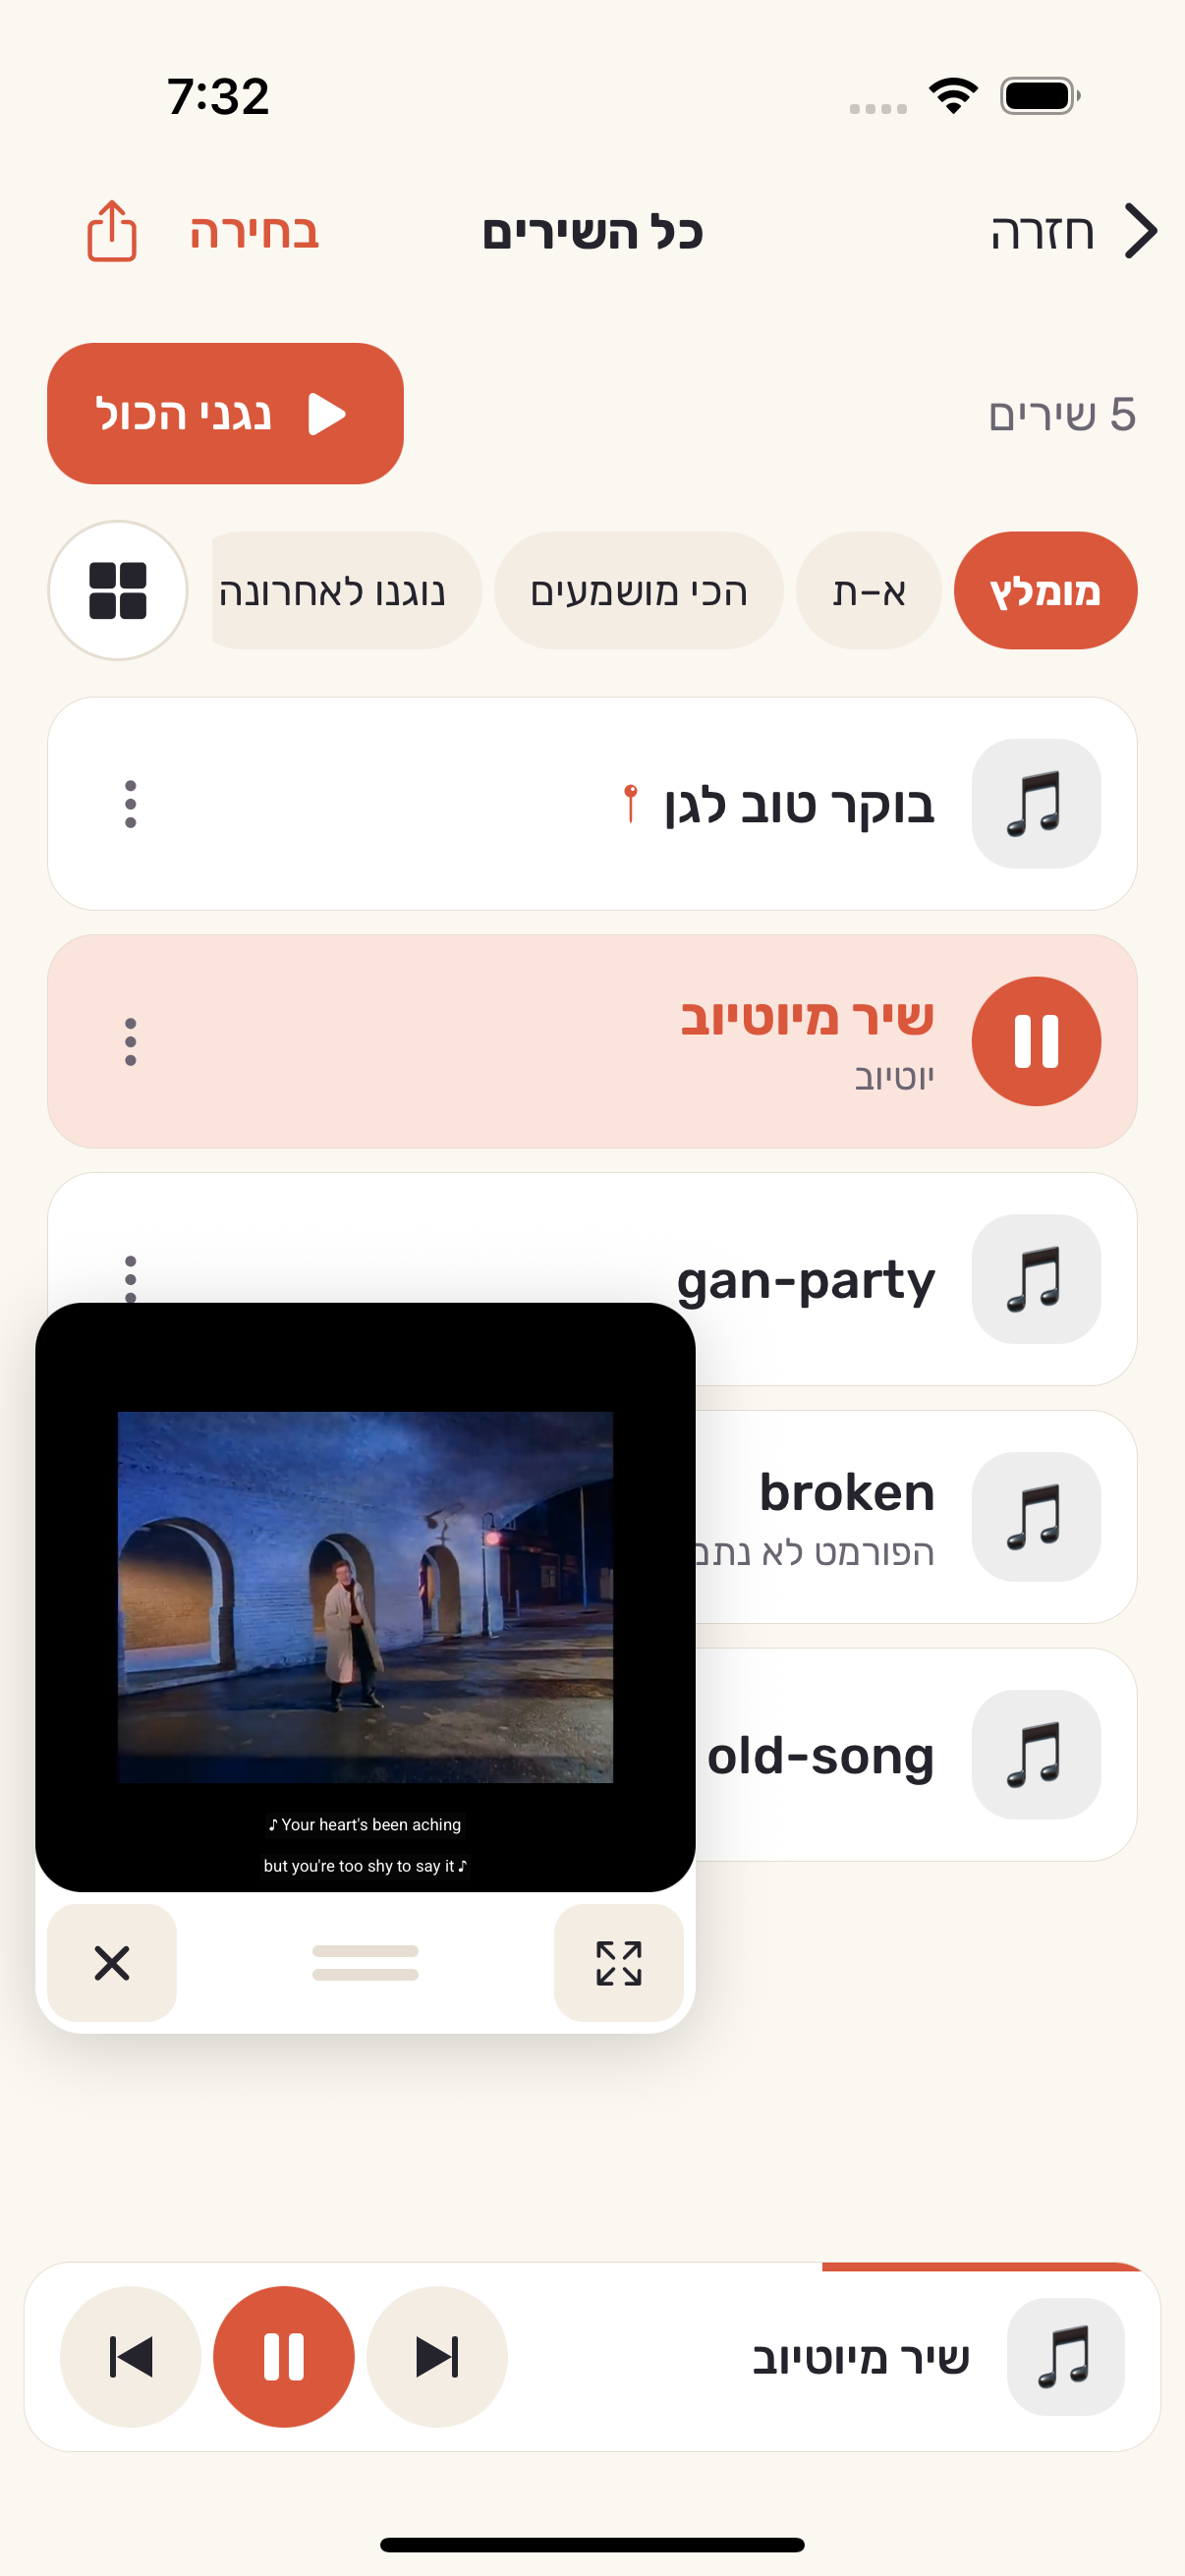 7:32
חזרה
כל השירים
בחירה
5 שירים
נגני הכול
מומלץ
א-ת
הכי מושמעים
נוגנו לאחרונה
בוקר טוב לגן
שיר מיוטיוב
יוטיוב
gan-party
broken
הפורמט לא
old-song
♪ Your heart's been aching
but you're too shy to say it ♪
שיר מיוטיוב